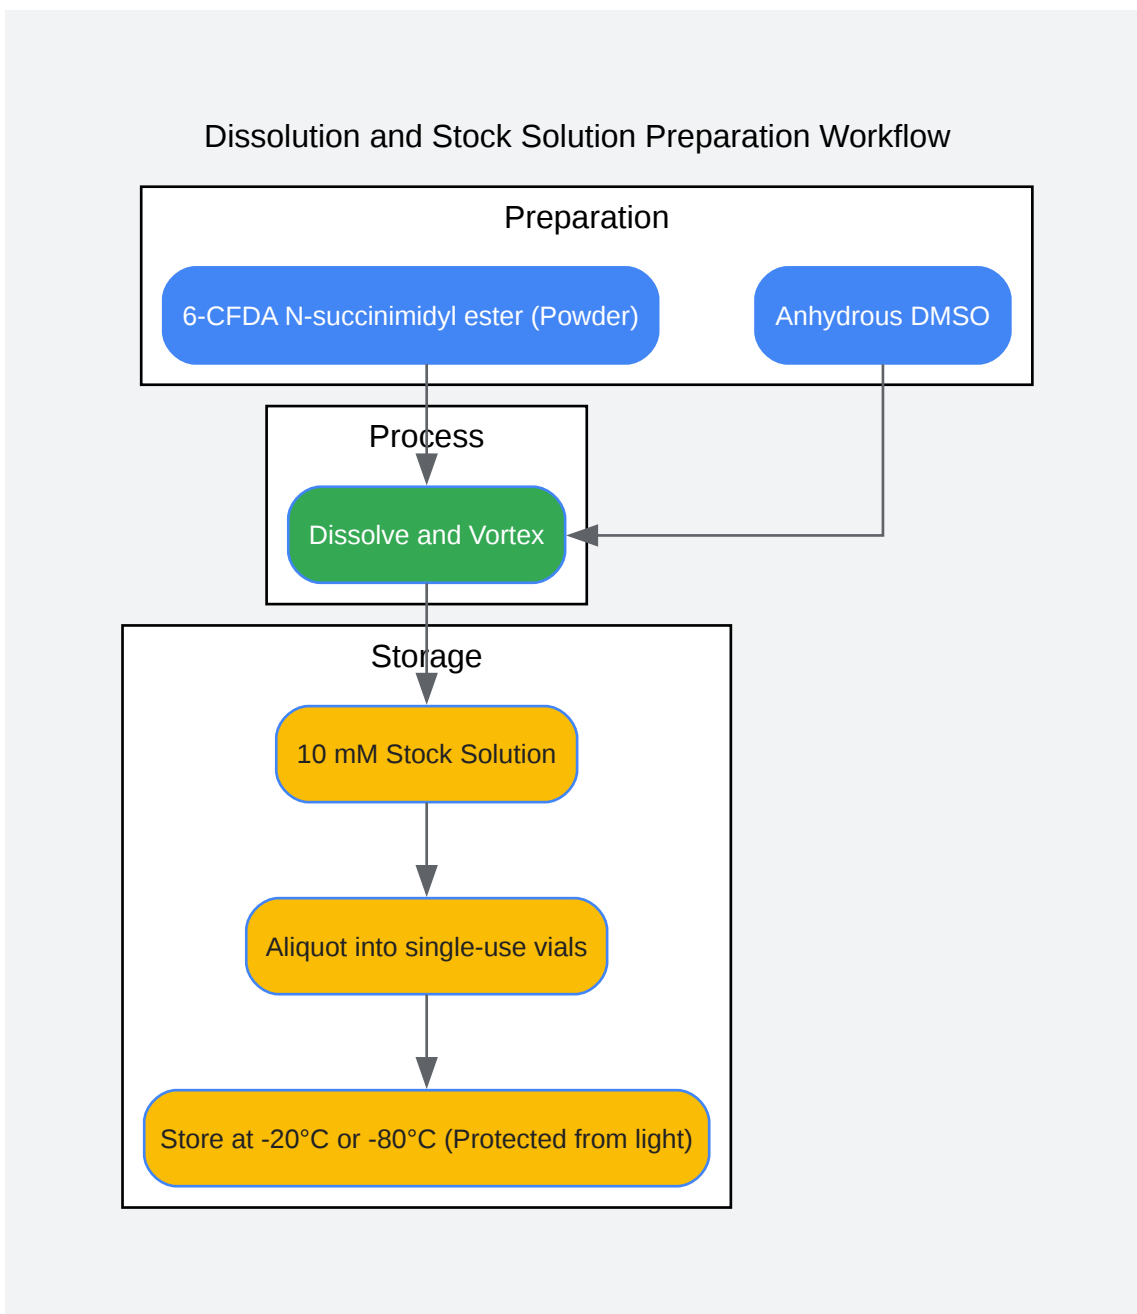 Dissolution and Stock Solution Preparation Workflow
Preparation
6-CFDA N-succinimidyl ester (Powder)
Anhydrous DMSO
Process
Dissolve and Vortex
Storage
10 mM Stock Solution
Aliquot into single-use vials
Store at -20°C or -80°C (Protected from light)